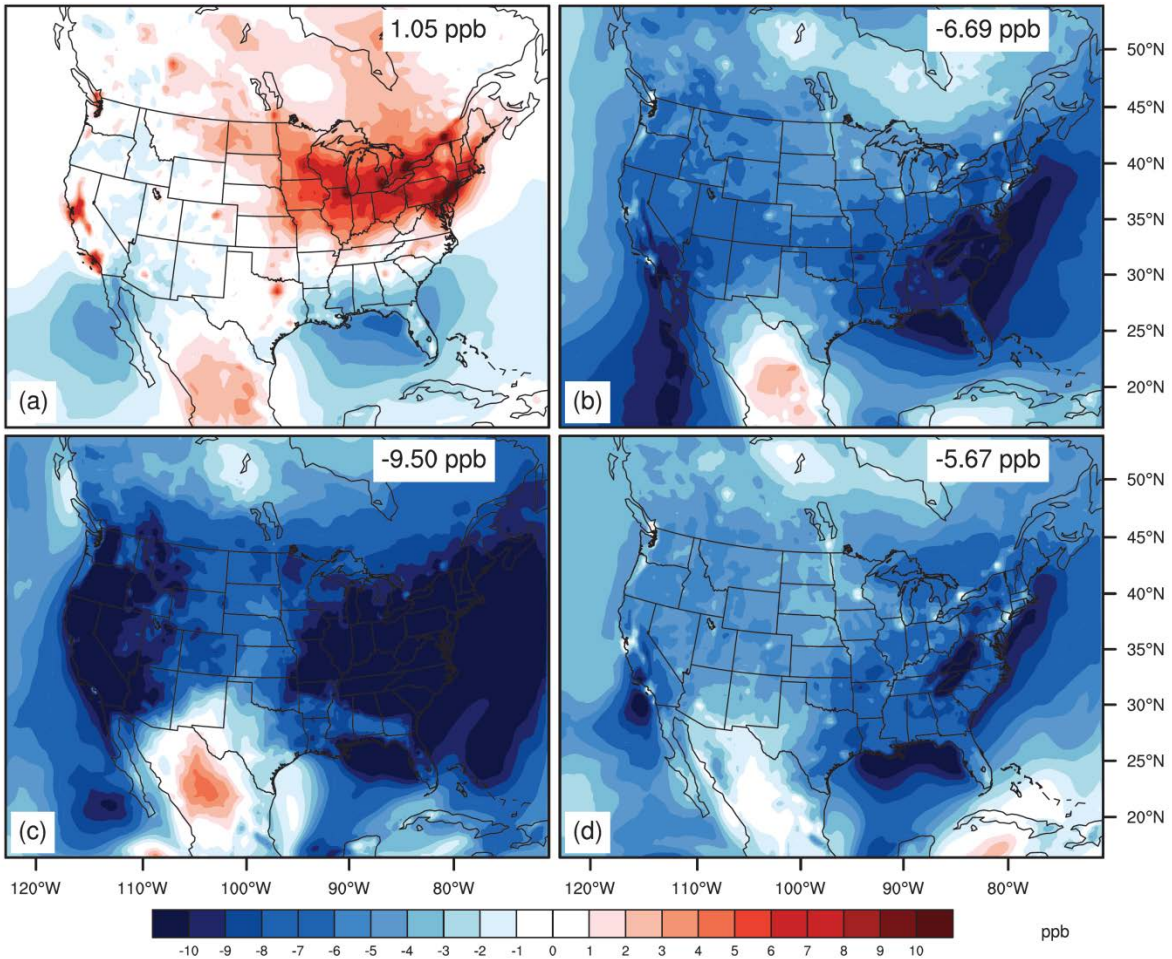 1.05 ppb
-6.69 ppb
50°N
45°N
40°N
35°N
30°N
25°N
20°N
(a)
(b)
-9.50 ppb
-5.67 ppb
50°N
45°N
40°N
35°N
30°N
25°N
20°N
(c)
(d)
120°W 110°W 100°W 90°W 80°W
120°W 110°W 100°W 90°W 80°W
-10 -9 -8 -7 -6 -5 -4 -3 -2 -1 0 1 2 3 4 5 6 7 8 9 10
ppb